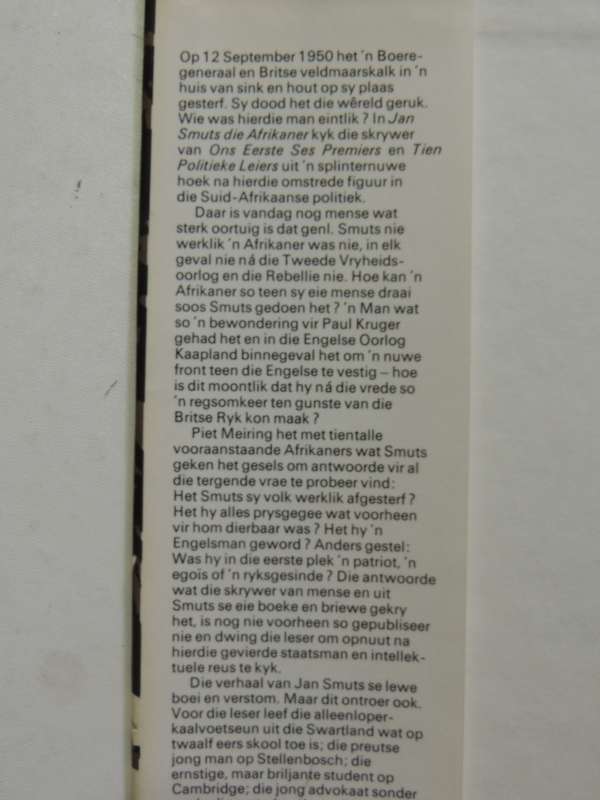 Op 12 September 1950 het 'n Boere-
generaal en Britse veldmaarskalk in 'n
huis van sink en hout op sy plaas
gesterf. Sy dood het die wêreld geruk.
Wie was hierdie man eintlik? In Jan
Smuts die Afrikaner kyk die skrywer
van Ons Eerste Ses Premiers en Tien
Politieke Leiers uit 'n splinternuwe
hoek na hierdie omstrede figuur in
die Suid-Afrikaanse politiek.
Daar is vandag nog mense wat
sterk oortuig is dat genl. Smuts nie
werklik 'n Afrikaner was nie, in elk
geval nie ná die Tweede Vryheids-
oorlog en die Rebellie nie. Hoe kan 'n
Afrikaner so teen sy eie mense draai
soos Smuts gedoen het? 'n Man wat
so 'n bewondering vir Paul Kruger
gehad het en in die Engelse Oorlog
Kaapland binnegeval het om 'n nuwe
front teen die Engelse te vestig – hoe
is dit moontlik dat hy ná die vrede so
'n regsomkeer ten gunste van die
Britse Ryk kon maak?
Piet Meiring het met tientalle
vooraanstaande Afrikaners wat Smuts
geken het gesels om antwoorde vir al
die tergende vrae te probeer vind:
Het Smuts sy volk werklik afgesterf?
Het hy alles prysgegee wat voorheen
vir hom dierbaar was? Het hy 'n
Engelsman geword? Anders gestel:
Was hy in die eerste plek 'n patriot, 'n
egoïs of 'n ryksgesinde? Die antwoorde
wat die skrywer van mense en uit
Smuts se eie boeke en briewe gekry
het, is nog nie voorheen so gepubliseer
nie en dwing die leser om opnuut na
hierdie gevierde staatsman en intellek-
tuele reus te kyk.
Die verhaal van Jan Smuts se lewe
boei en verstom. Maar dit ontroer ook.
Voor die leser leef die alleenloper-
kaalvoetseun uit die Swartland wat op
twaalf eers skool toe is; die preutse
jong man op Stellenbosch; die
ernstige, maar briljante student op
Cambridge; die jong advokaat sonder